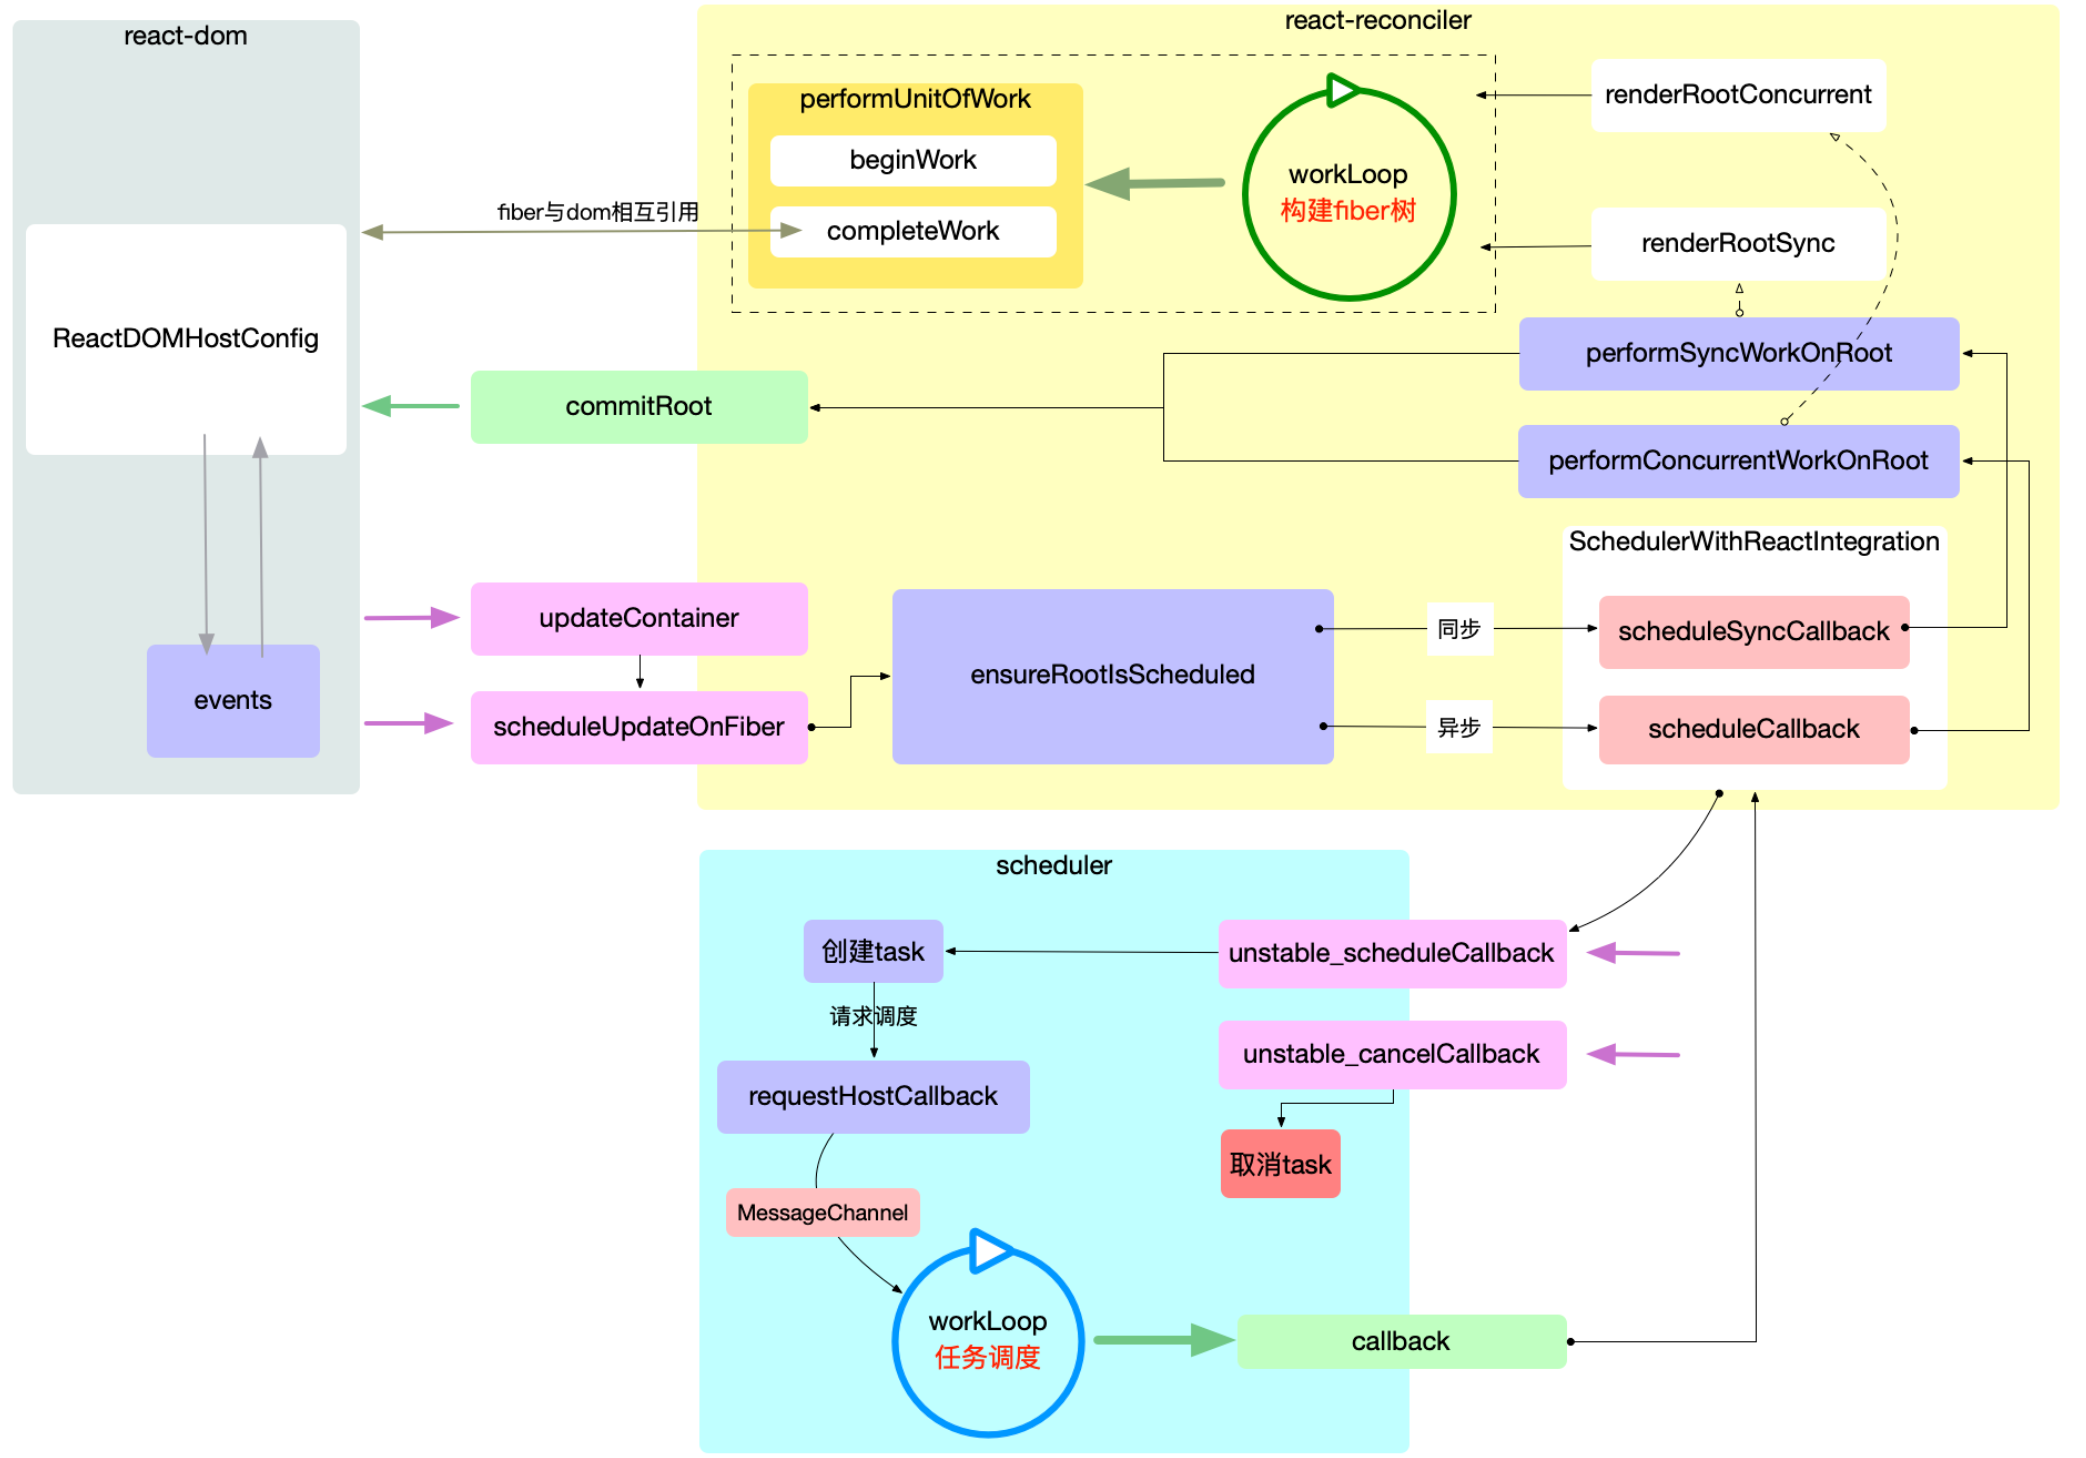 react-dom
ReactDOMHostConfig
events
fiber与dom相互引用
commitRoot
updateContainer
scheduleUpdateOnFiber
react-reconciler
performUnitOfWork
beginWork
completeWork
workLoop
构建fiber树
renderRootConcurrent
renderRootSync
performSyncWorkOnRoot
performConcurrentWorkOnRoot
ensureRootIsScheduled
同步
异步
SchedulerWithReactIntegration
scheduleSyncCallback
scheduleCallback
scheduler
创建task
unstable_scheduleCallback
请求调度
requestHostCallback
unstable_cancelCallback
取消task
MessageChannel
workLoop
任务调度
callback